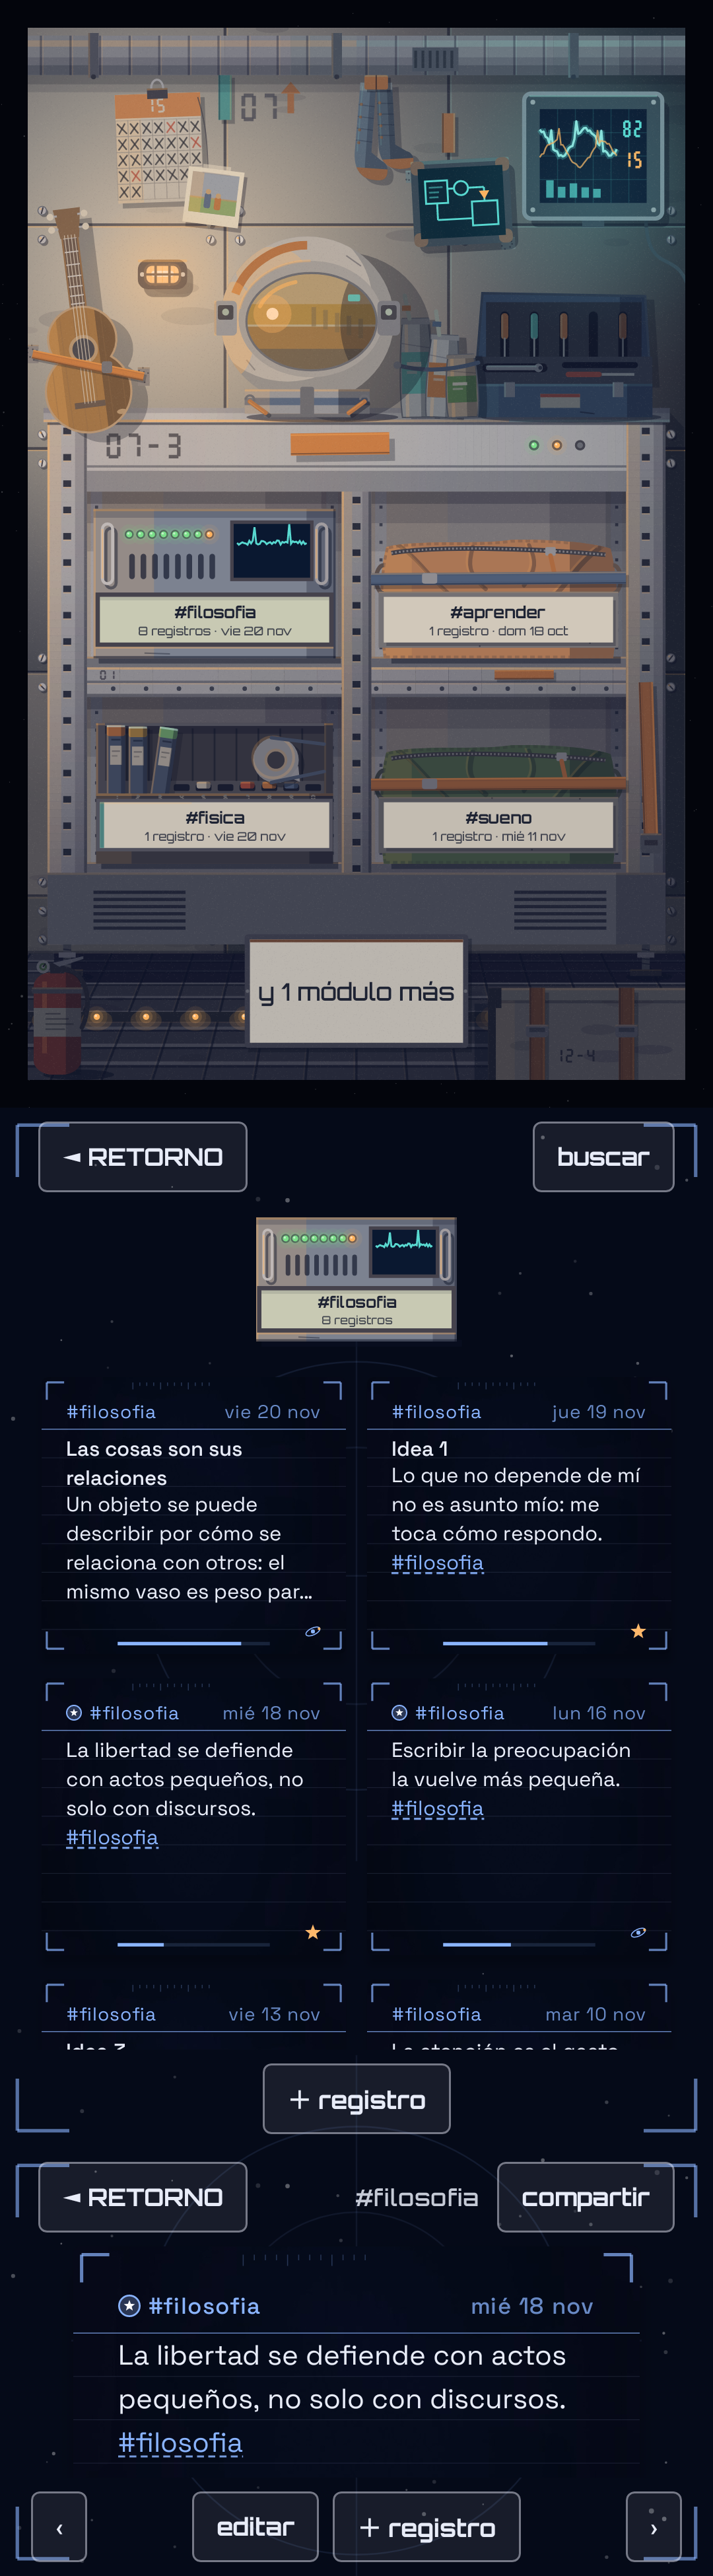 15
07
82
15
07-3
#filosofia
8 registros · vie 20 nov
#aprender
1 registro · dom 18 oct
01
#fisica
1 registro · vie 20 nov
#sueno
1 registro · mié 11 nov
y 1 módulo más
12-4
◄ RETORNO
buscar
#filosofia
8 registros
#filosofia vie 20 nov
Las cosas son sus
relaciones
Un objeto se puede
describir por cómo se
relaciona con otros: el
mismo vaso es peso par...
#filosofia jue 19 nov
Idea 1
Lo que no depende de mí
no es asunto mío: me
toca cómo respondo.
#filosofia
#filosofia mié 18 nov
La libertad se defiende
con actos pequeños, no
solo con discursos.
#filosofia
#filosofia lun 16 nov
Escribir la preocupación
la vuelve más pequeña.
#filosofia
#filosofia vie 13 nov
#filosofia mar 10 nov
+ registro
◄ RETORNO
#filosofia
compartir
#filosofia mié 18 nov
La libertad se defiende con actos
pequeños, no solo con discursos.
#filosofia
‹
editar
+ registro
›